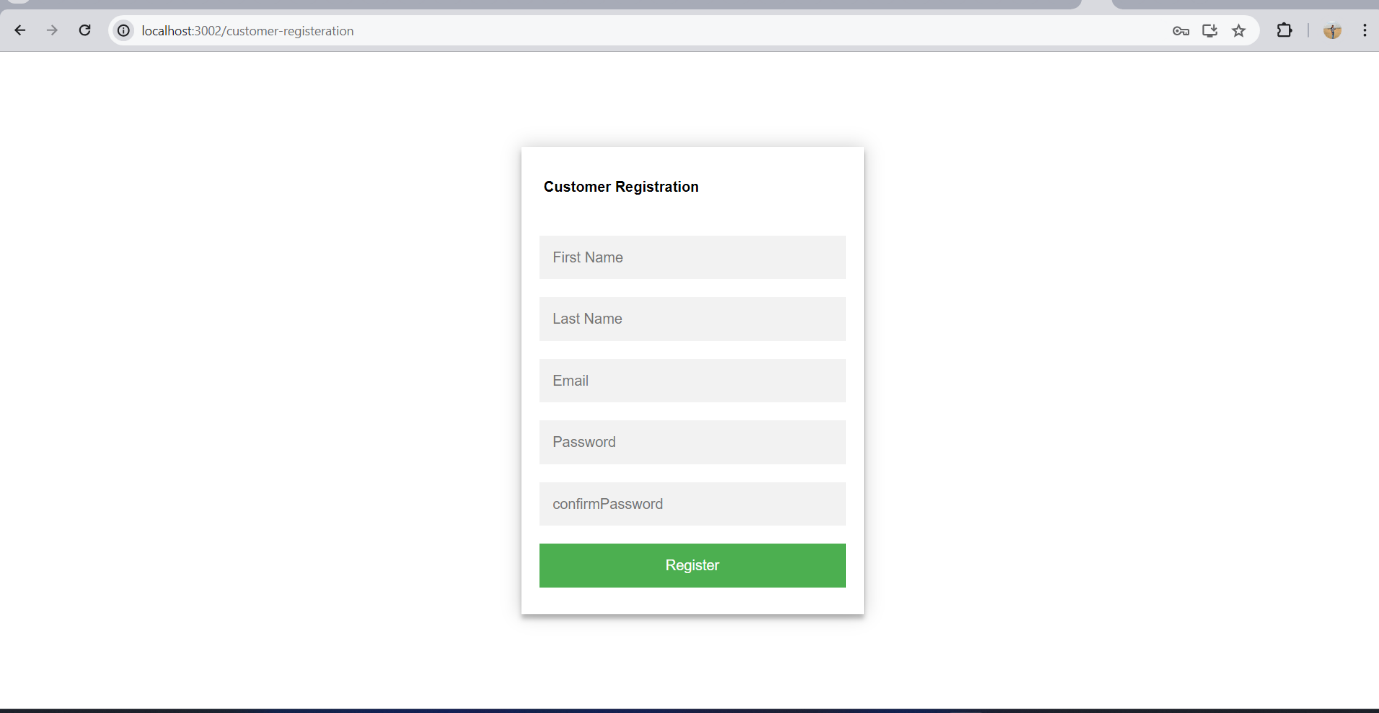 localhost:3002/customer-registeration
Customer Registration
First Name
Last Name
Email
Password
confirmPassword
Register